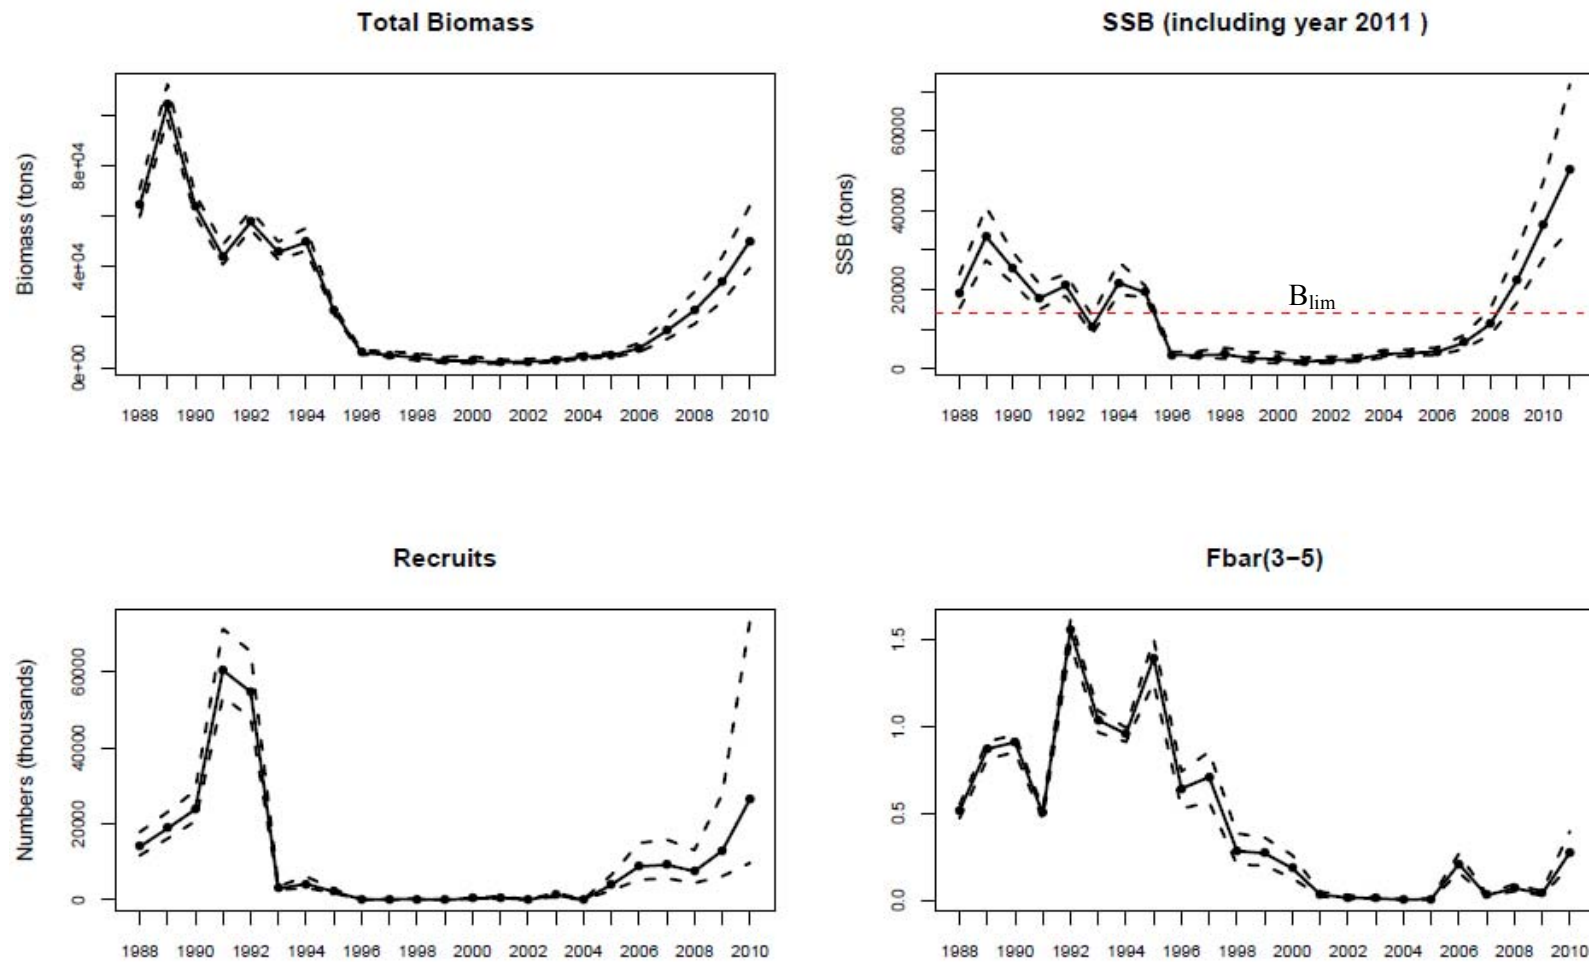 Total Biomass
Biomass (tons)
8e+04
4e+04
0e+00
1988 1990 1992 1994 1996 1998 2000 2002 2004 2006 2008 2010
SSB (including year 2011 )
SSB (tons)
60000
40000
20000
0
B_lim
1988 1990 1992 1994 1996 1998 2000 2002 2004 2006 2008 2010
Recruits
Numbers (thousands)
60000
40000
20000
0
1988 1990 1992 1994 1996 1998 2000 2002 2004 2006 2008 2010
Fbar(3−5)
1.5
1.0
0.5
0.0
1988 1990 1992 1994 1996 1998 2000 2002 2004 2006 2008 2010